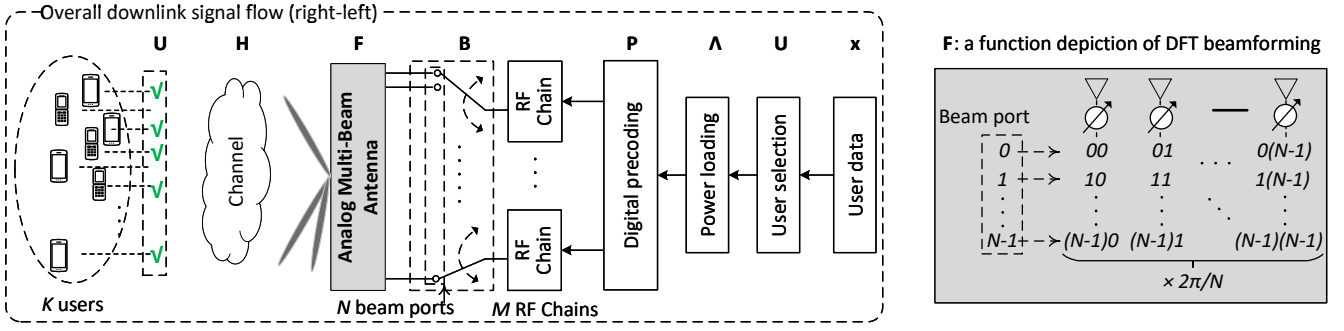 Overall downlink signal flow (right-left)
U H F B P Λ U x
√
√
√
√
√
Channel
Analog Multi-Beam
Antenna
RF
Chain
RF
Chain
Digital precoding
Power loading
User selection
User data
K users
N beam ports
M RF Chains
F: a function depiction of DFT beamforming
Beam port
0 00 01 . . . 0(N-1)
1 10 11 1(N-1)
N-1 (N-1)0 (N-1)1 (N-1)(N-1)
× 2π/N